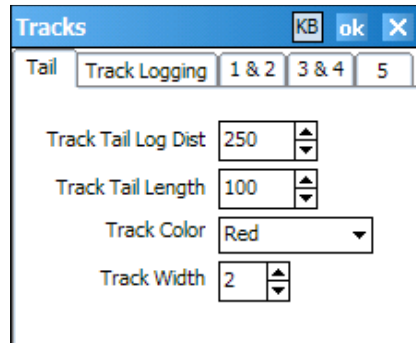 Tracks KB ok
Tail Track Logging 1 & 2 3 & 4 5
Track Tail Log Dist 250
Track Tail Length 100
Track Color Red
Track Width 2